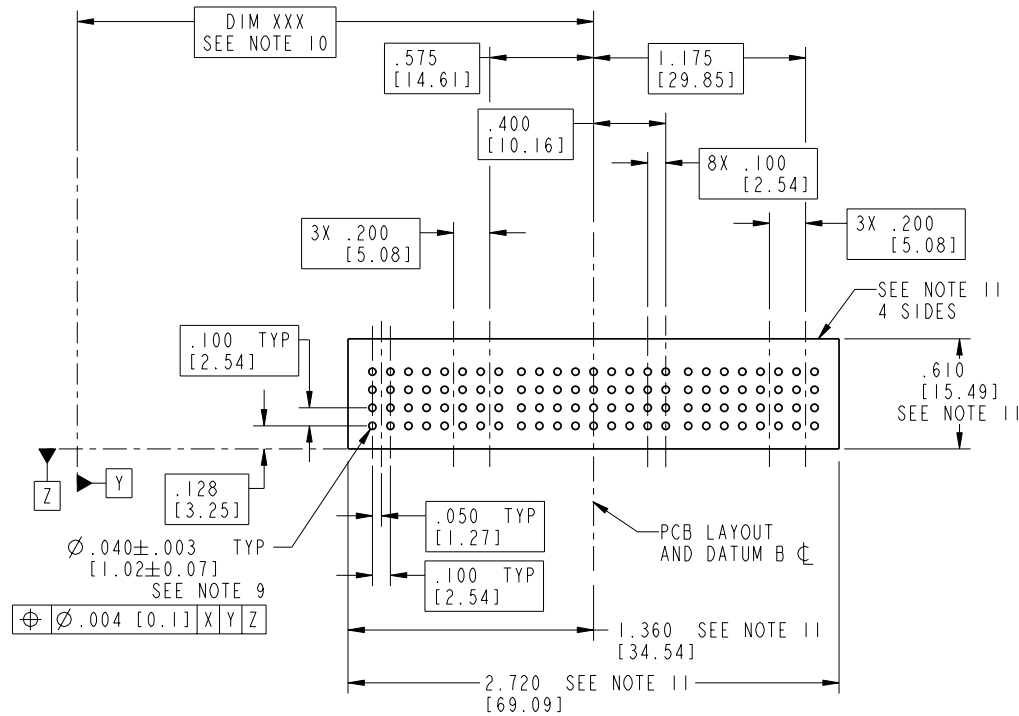 DIM XXX
SEE NOTE 10
.575
[14.61]
1.175
[29.85]
.400
[10.16]
8X .100
[2.54]
3X .200
[5.08]
3X .200
[5.08]
SEE NOTE 11
4 SIDES
.100 TYP
[2.54]
.610
[15.49]
SEE NOTE 11
Z
Y
.128
[3.25]
.050 TYP
[1.27]
PCB LAYOUT
AND DATUM B ℄
Ø.040±.003 TYP
[1.02±0.07]
SEE NOTE 9
.100 TYP
[2.54]
⌖ Ø.004 [0.1] X Y Z
1.360 SEE NOTE 11
[34.54]
2.720 SEE NOTE 11
[69.09]